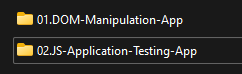 01.DOM-Manipulation-App
02.JS-Application-Testing-App